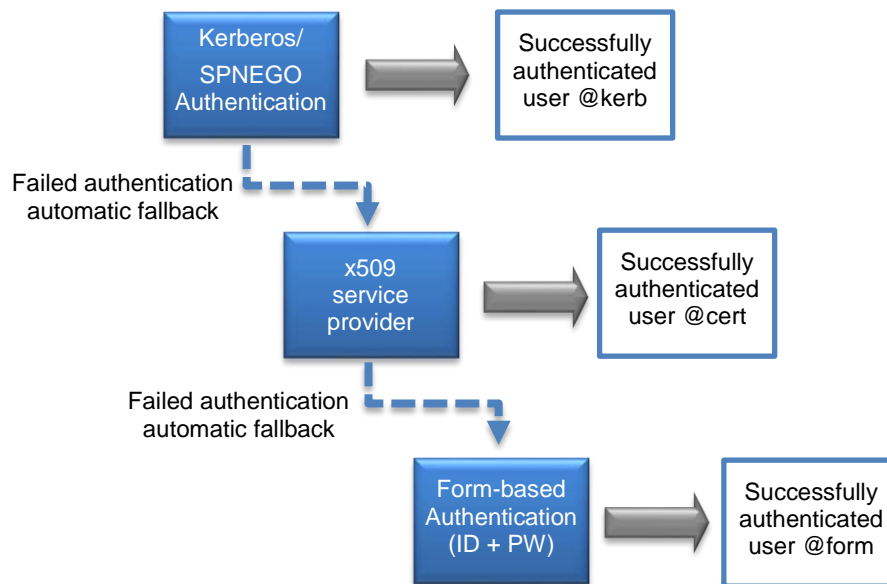 Kerberos/
SPNEGO
Authentication
Successfully
authenticated
user @kerb
Failed authentication
automatic fallback
x509
service
provider
Successfully
authenticated
user @cert
Failed authentication
automatic fallback
Form-based
Authentication
(ID + PW)
Successfully
authenticated
user @form